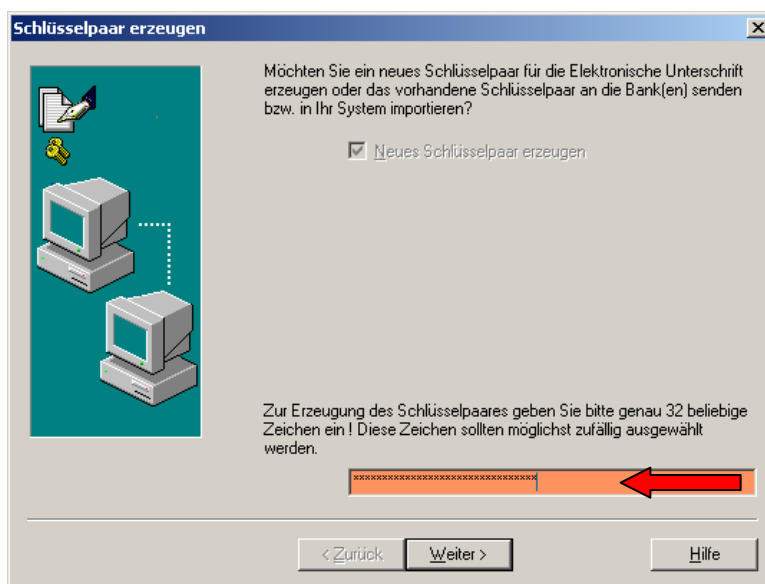 Schlüsselpaar erzeugen
Möchten Sie ein neues Schlüsselpaar für die Elektronische Unterschrift
erzeugen oder das vorhandene Schlüsselpaar an die Bank(en) senden
bzw. in Ihr System importieren?
Neues Schlüsselpaar erzeugen
Zur Erzeugung des Schlüsselpaares geben Sie bitte genau 32 beliebige
Zeichen ein ! Diese Zeichen sollten möglichst zufällig ausgewählt
werden.
********************************
< Zurück
Weiter >
Hilfe